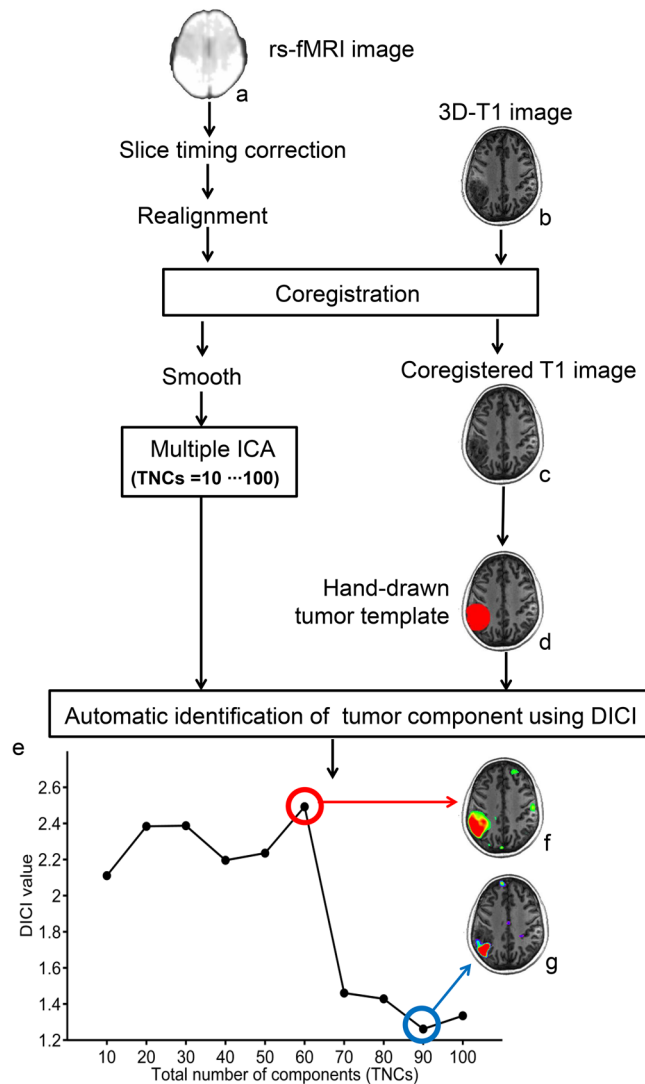 rs-fMRI image
a
3D-T1 image
Slice timing correction
b
Realignment
Coregistration
Smooth
Coregistered T1 image
Multiple ICA
(TNCs =10 ···100)
c
Hand-drawn
tumor template
d
Automatic identification of tumor component using DICI
e
2.6
2.4
2.2
2
1.8
1.6
1.4
1.2
DICI value
f
g
10 20 30 40 50 60 70 80 90 100
Total number of components (TNCs)